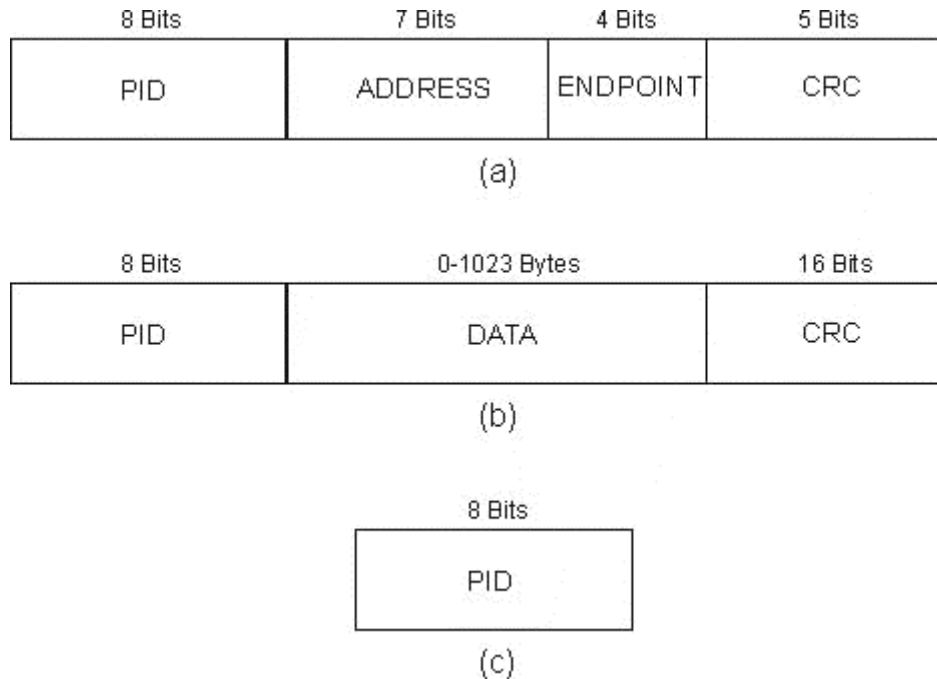 8 Bits 7 Bits 4 Bits 5 Bits
PID ADDRESS ENDPOINT CRC
(a)
8 Bits 0-1023 Bytes 16 Bits
PID DATA CRC
(b)
8 Bits
PID
(c)